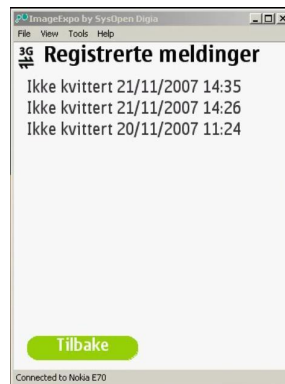 ImageExpo by SysOpen Digia
File View Tools Help
3G Registrerte meldinger
Ikke kvittert 21/11/2007 14:35
Ikke kvittert 21/11/2007 14:26
Ikke kvittert 20/11/2007 11:24
Tilbake
Connected to Nokia E70